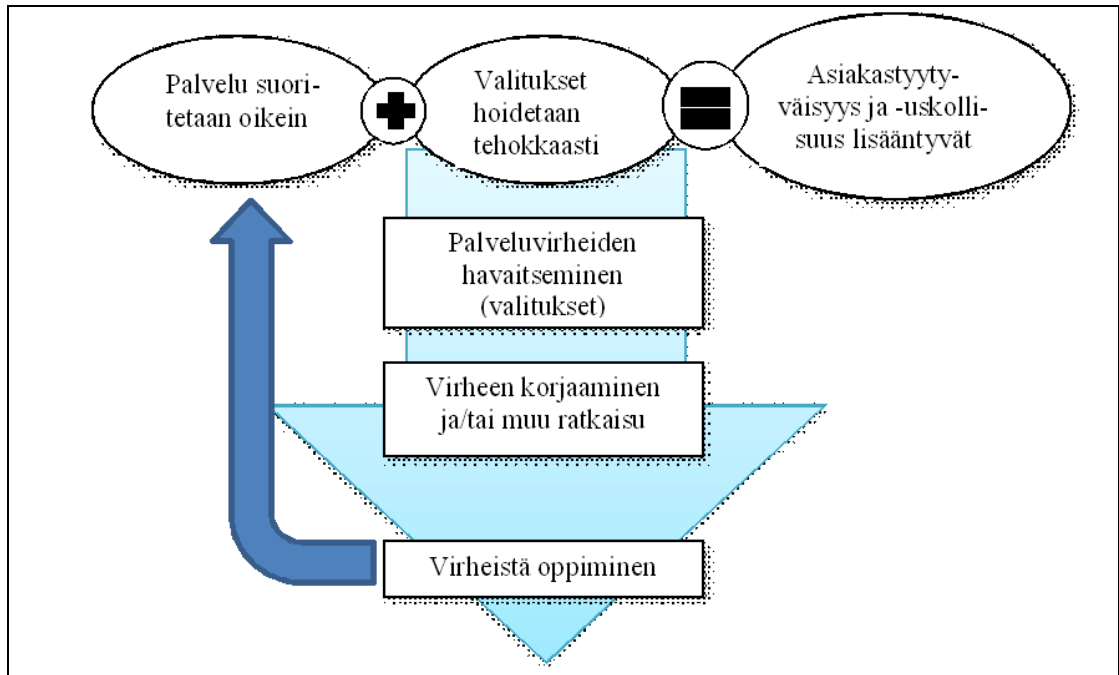 Palvelu suori-
tetaan oikein
Valitukset
hoidetaan
tehokkaasti
Asiakastyyty-
väisyys ja -uskolli-
suus lisääntyvät
Palveluvirheiden
havaitseminen
(valitukset)
Virheen korjaaminen
ja/tai muu ratkaisu
Virheistä oppiminen